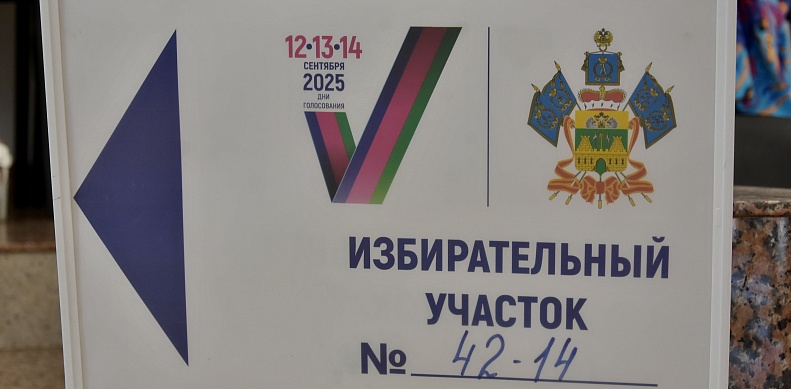 12•13•14
СЕНТЯБРЯ
2025
ДНИ
ГОЛОСОВАНИЯ
ИЗБИРАТЕЛЬНЫЙ
УЧАСТОК
№ 42-14